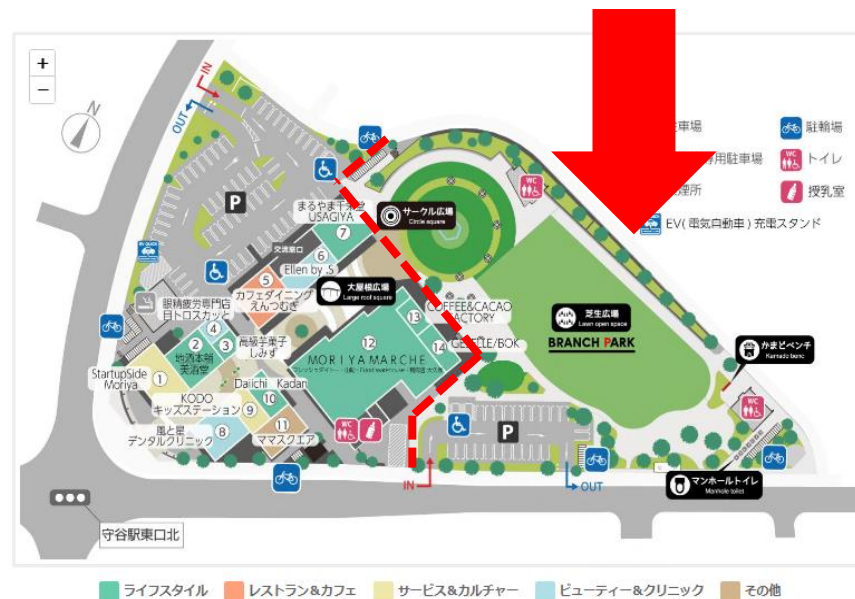 +
−
N
IN
OUT
P
まるやま千栄堂
USAGIYA
7
サークル広場
Circle square
交流窓口
6
Ellen by .S
5
カフェダイニング
えんつむぎ
大屋根広場
Large roof square
WC
駐輪場
トイレ
授乳室
EV(電気自動車)充電スタンド
EV QUICK
眼精疲労専門店
目トロスカッと
4
2
3
地酒本舗
美酒堂
高級芋菓子
しみず
12
MORIYA MARCHE
13
COFFEE&CACAO
FACTORY
14
芝生広場
Lawn open space
BRANCH PARK
かまどベンチ
StartupSide
Moriya
1
Daiichi Kadan
10
KODO
キッズステーション
9
風と星
デンタルクリニック
8
11
ママスクエア
WC
P
IN
OUT
WC
マンホールトイレ
Manhole toilet
守谷駅東口北
ライフスタイル
レストラン&カフェ
サービス&カルチャー
ビューティー&クリニック
その他